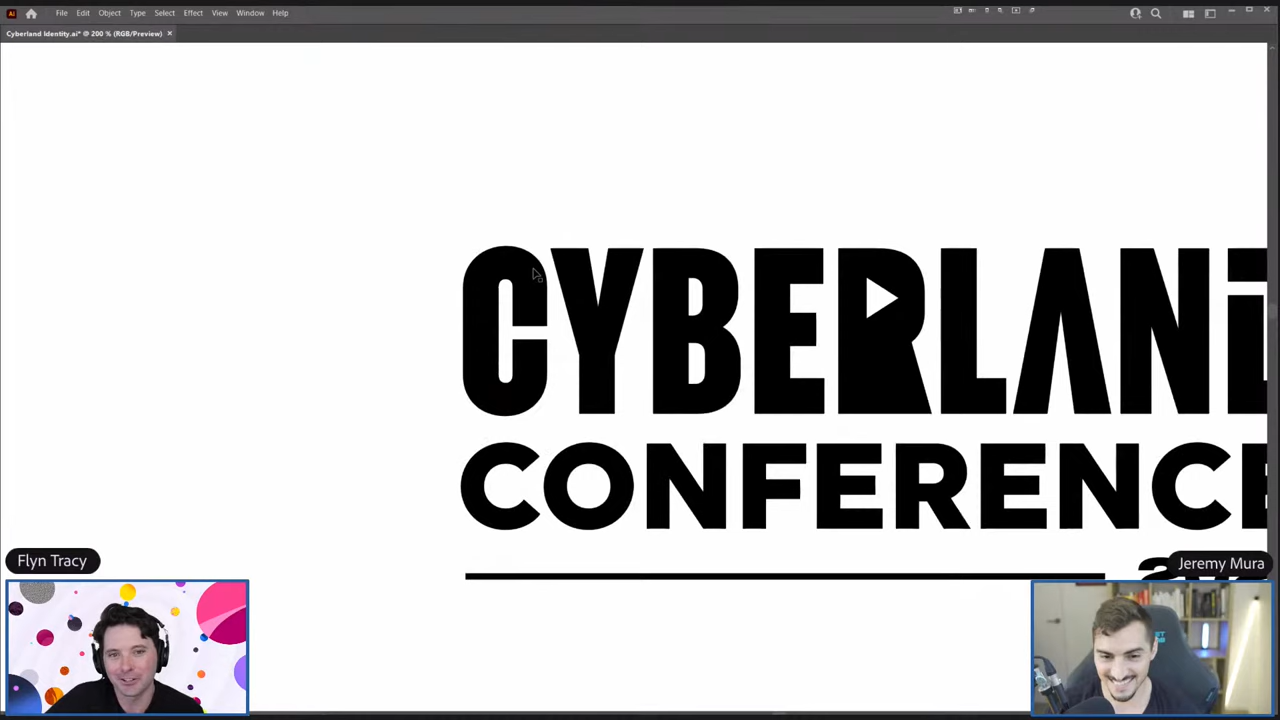 Ai File Edit Object Type Select Effect View Window Help
Cyberland Identity.ai* @ 200 % (RGB/Preview) ×
CYBERLAND
CONFERENCE
Flyn Tracy
Jeremy Mura